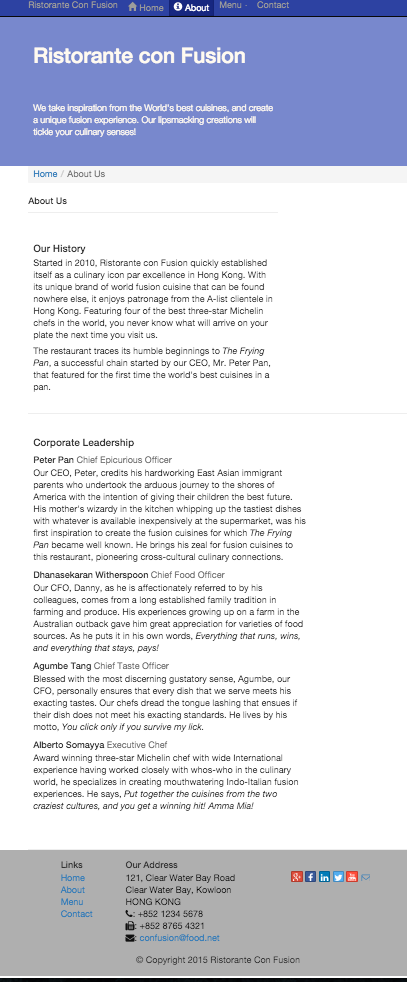 Ristorante Con Fusion Home About Menu Contact
Ristorante con Fusion
We take inspiration from the World's best cuisines, and create
a unique fusion experience. Our lipsmacking creations will
tickle your culinary senses!
Home / About Us
About Us
Our History
Started in 2010, Ristorante con Fusion quickly established
itself as a culinary icon par excellence in Hong Kong. With
its unique brand of world fusion cuisine that can be found
nowhere else, it enjoys patronage from the A-list clientele in
Hong Kong. Featuring four of the best three-star Michelin
chefs in the world, you never know what will arrive on your
plate the next time you visit us.
The restaurant traces its humble beginnings to The Frying
Pan, a successful chain started by our CEO, Mr. Peter Pan,
that featured for the first time the world's best cuisines in a
pan.
Corporate Leadership
Peter Pan Chief Epicurious Officer
Our CEO, Peter, credits his hardworking East Asian immigrant
parents who undertook the arduous journey to the shores of
America with the intention of giving their children the best future.
His mother's wizardry in the kitchen whipping up the tastiest dishes
with whatever is available inexpensively at the supermarket, was his
first inspiration to create the fusion cuisines for which The Frying
Pan became well known. He brings his zeal for fusion cuisines to
this restaurant, pioneering cross-cultural culinary connections.
Dhanasekaran Witherspoon Chief Food Officer
Our CFO, Danny, as he is affectionately referred to by his
colleagues, comes from a long established family tradition in
farming and produce. His experiences growing up on a farm in the
Australian outback gave him great appreciation for varieties of food
sources. As he puts it in his own words, Everything that runs, wins,
and everything that stays, pays!
Agumbe Tang Chief Taste Officer
Blessed with the most discerning gustatory sense, Agumbe, our
CFO, personally ensures that every dish that we serve meets his
exacting tastes. Our chefs dread the tongue lashing that ensues if
their dish does not meet his exacting standards. He lives by his
motto, You click only if you survive my lick.
Alberto Somayya Executive Chef
Award winning three-star Michelin chef with wide International
experience having worked closely with whos-who in the culinary
world, he specializes in creating mouthwatering Indo-Italian fusion
experiences. He says, Put together the cuisines from the two
craziest cultures, and you get a winning hit! Amma Mia!
Links
Home
About
Menu
Contact
Our Address
121, Clear Water Bay Road
Clear Water Bay, Kowloon
HONG KONG
: +852 1234 5678
: +852 8765 4321
: confusion@food.net
© Copyright 2015 Ristorante Con Fusion